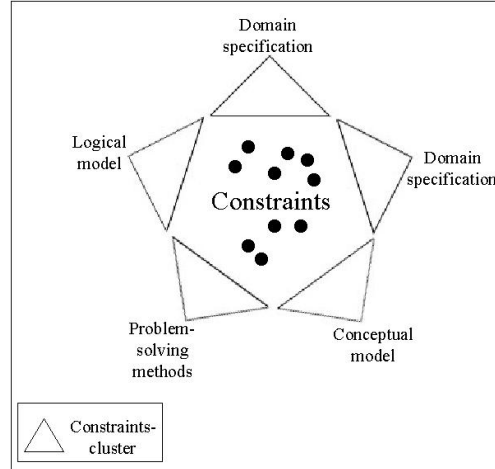 Domain
specification
Logical
model
Domain
specification
Constraints
Problem-
solving
methods
Conceptual
model
Constraints-
cluster